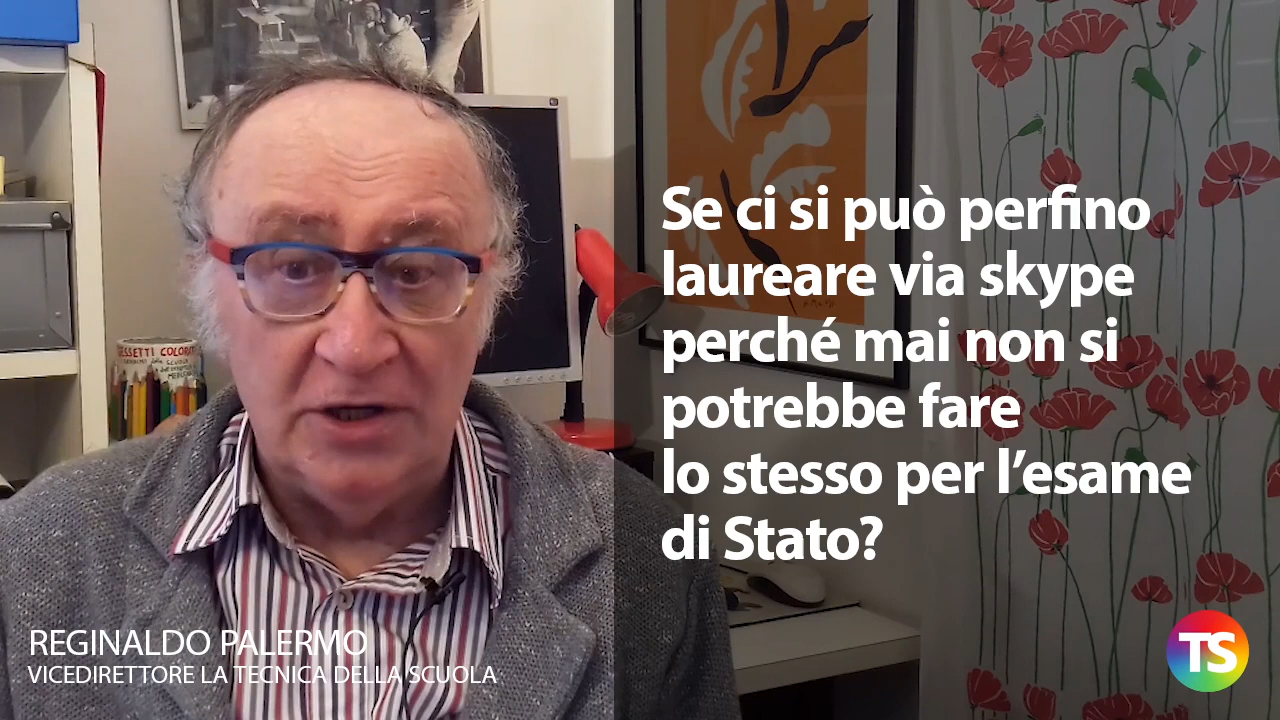 Se ci si può perfino
laureare via skype
perché mai non si
potrebbe fare
lo stesso per l'esame
di Stato?
REGINALDO PALERMO
VICEDIRETTORE LA TECNICA DELLA SCUOLA
TS